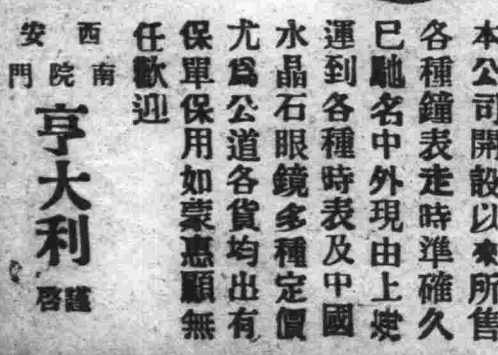 本公司開設以來所售
各種鐘表走時準確久
已馳名中外現由上
運到各種時表及中國
水晶石眼鏡多種定價
尤爲公道各貨均出有
保單保用如蒙惠顧無
任歡迎
西安
南院門
亨大利
謹啓